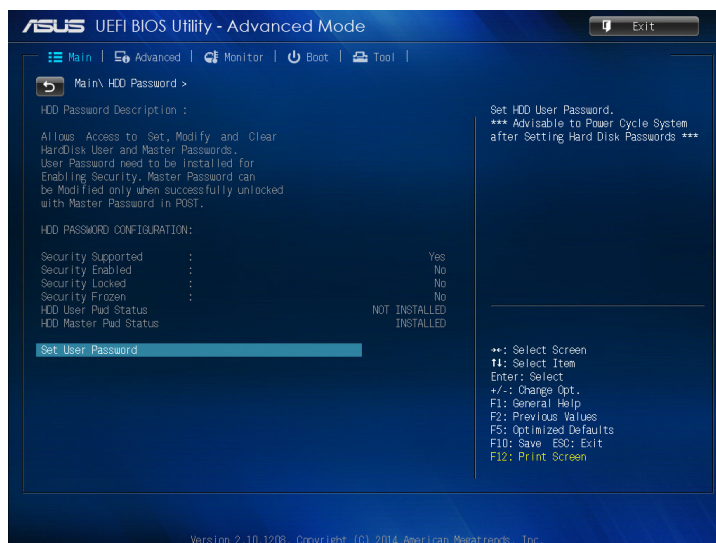 ASUS UEFI BIOS Utility - Advanced Mode
Exit
Main Advanced Monitor Boot Tool
Main\ HDD Password >
HDD Password Description :
Allows Access to Set, Modify and Clear
HardDisk User and Master Passwords.
User Password need to be installed for
Enabling Security. Master Password can
be Modified only when successfully unlocked
with Master Password in POST.
HDD PASSWORD CONFIGURATION:
Security Supported : Yes
Security Enabled : No
Security Locked : No
Security Frozen : No
HDD User Pwd Status NOT INSTALLED
HDD Master Pwd Status INSTALLED
Set User Password
Set HDD User Password.
*** Advisable to Power Cycle System
after Setting Hard Disk Passwords ***
→←: Select Screen
↑↓: Select Item
Enter: Select
+/-: Change Opt.
F1: General Help
F2: Previous Values
F5: Optimized Defaults
F10: Save ESC: Exit
F12: Print Screen
Version 2.10.1208. Copyright (C) 2014 American Megatrends, Inc.